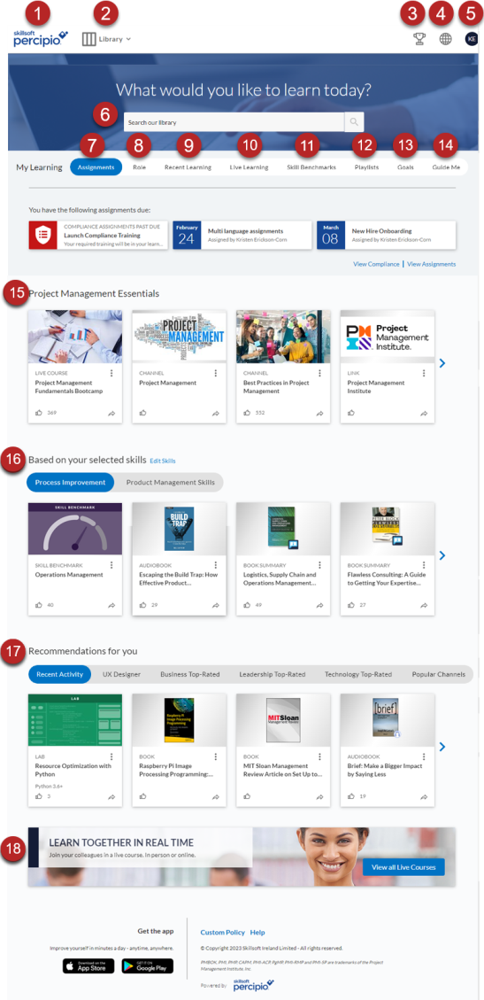 1
2
3
4
5
skillsoft
percipio
Library
KE
What would you like to learn today?
6
Search our library
7
8
9
10
11
12
13
14
My Learning
Assignments
Role
Recent Learning
Live Learning
Skill Benchmarks
Playlists
Goals
Guide Me
You have the following assignments due:
COMPLIANCE ASSIGNMENTS PAST DUE
Launch Compliance Training
Your required training will be in your learn...
February
24
Multi language assignments
Assigned by Kristen Erickson-Corn
March
08
New Hire Onboarding
Assigned by Kristen Erickson-Corn
View Compliance | View Assignments
15
Project Management Essentials
PROJECT
MANAGEMENT
PM
Project
Management
Institute.
LIVE COURSE
Project Management
Fundamentals Bootcamp
369
CHANNEL
Project Management
CHANNEL
Best Practices in Project
Management
552
LINK
Project Management
Institute
16
Based on your selected skills Edit Skills
Process Improvement
Product Management Skills
SKILL BENCHMARK
BUILD
TRAP
FLAWLESS
CONSULTING
SKILL BENCHMARK
Operations Management
40
AUDIOBOOK
Escaping the Build Trap: How
Effective Product...
29
BOOK SUMMARY
Logistics, Supply Chain and
Operations Management...
49
BOOK SUMMARY
Flawless Consulting: A Guide
to Getting Your Expertise...
27
17
Recommendations for you
Recent Activity
UX Designer
Business Top-Rated
Leadership Top-Rated
Technology Top-Rated
Popular Channels
LAB
Raspberry Pi
Image Processing
Programming
MITSloan
Management Review
[brief]
LAB
Resource Optimization with
Python
Python 3.6+
3
BOOK
Raspberry Pi Image
Processing Programming:...
BOOK
MIT Sloan Management
Review Article on Set Up to...
AUDIOBOOK
Brief: Make a Bigger Impact
by Saying Less
19
18
LEARN TOGETHER IN REAL TIME
Join your colleagues in a live course. In person or online.
View all Live Courses
Get the app
Improve yourself in minutes a day - anytime, anywhere.
Download on the
App Store
GET IT ON
Google Play
Custom Policy Help
© Copyright 2023 Skillsoft Ireland Limited - All rights reserved.
PMBOK, PMI, PMP, CAPM, PMI-ACP, PgMP, PMI-RMP and PMI-SP are trademarks of the Project
Management Institute, Inc.
Powered by
skillsoft
percipio